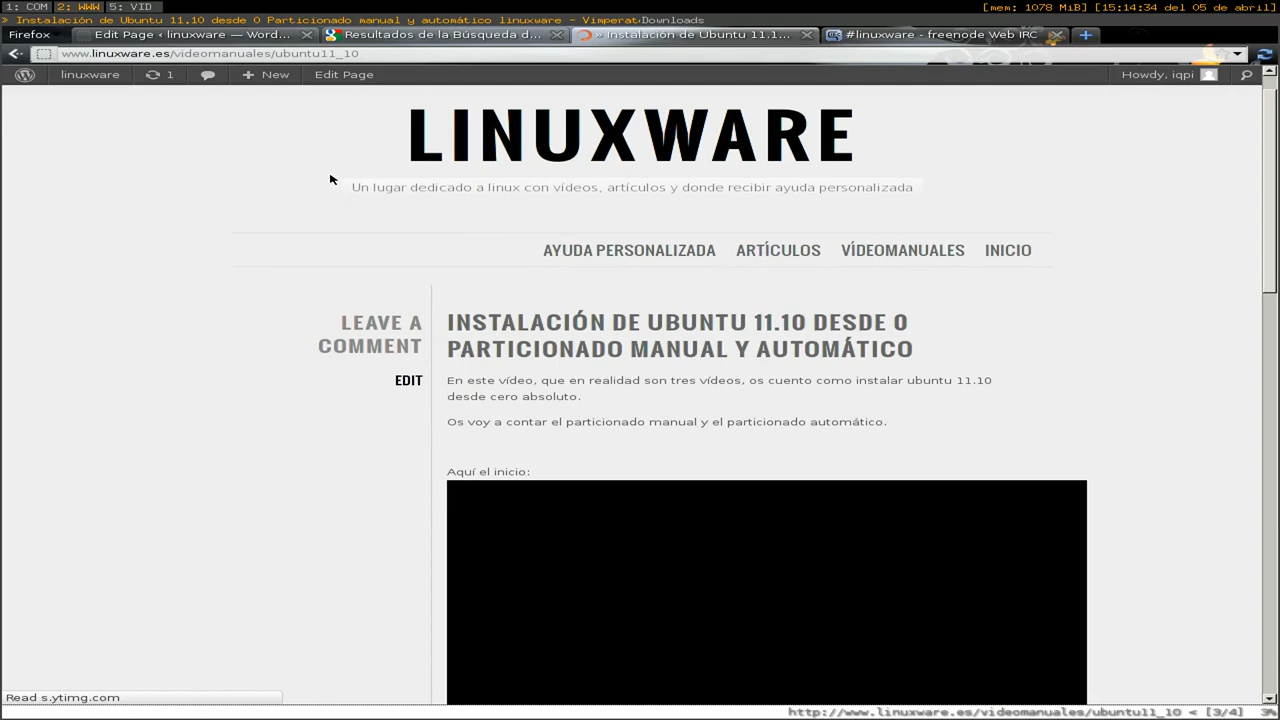 1: COM 2: WWW 5: VID [mem: 1078 MiB] [15:14:34 del 05 de abril]
> Instalación de Ubuntu 11.10 desde 0 Particionado manual y automático linuxware - Vimperat Downloads
Firefox Edit Page ‹ linuxware — Word... Resultados de la Búsqueda d... » Instalación de Ubuntu 11.1... #linuxware - freenode Web IRC
www.linuxware.es/videomanuales/ubuntu11_10
linuxware 1 New Edit Page Howdy, iqpi
LINUXWARE
Un lugar dedicado a linux con vídeos, artículos y donde recibir ayuda personalizada
AYUDA PERSONALIZADA ARTÍCULOS VÍDEOMANUALES INICIO
LEAVE A
COMMENT
EDIT
INSTALACIÓN DE UBUNTU 11.10 DESDE 0
PARTICIONADO MANUAL Y AUTOMÁTICO
En este vídeo, que en realidad son tres vídeos, os cuento como instalar ubuntu 11.10
desde cero absoluto.
Os voy a contar el particionado manual y el particionado automático.
Aquí el inicio:
Read s.ytimg.com
http://www.linuxware.es/videomanuales/ubuntu11_10 < [3/4] 3%